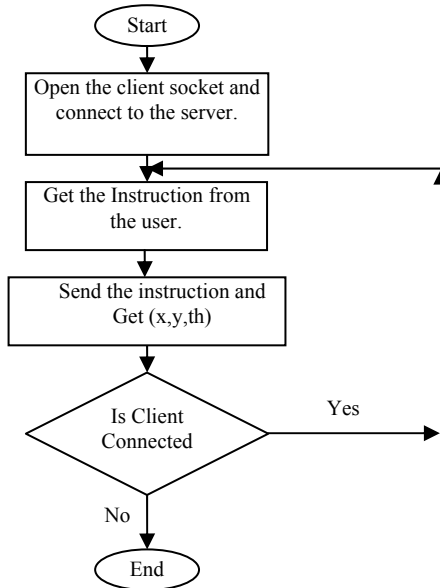 Start
Open the client socket and
connect to the server.
Get the Instruction from
the user.
Send the instruction and
Get (x,y,th)
Is Client
Connected
Yes
No
End